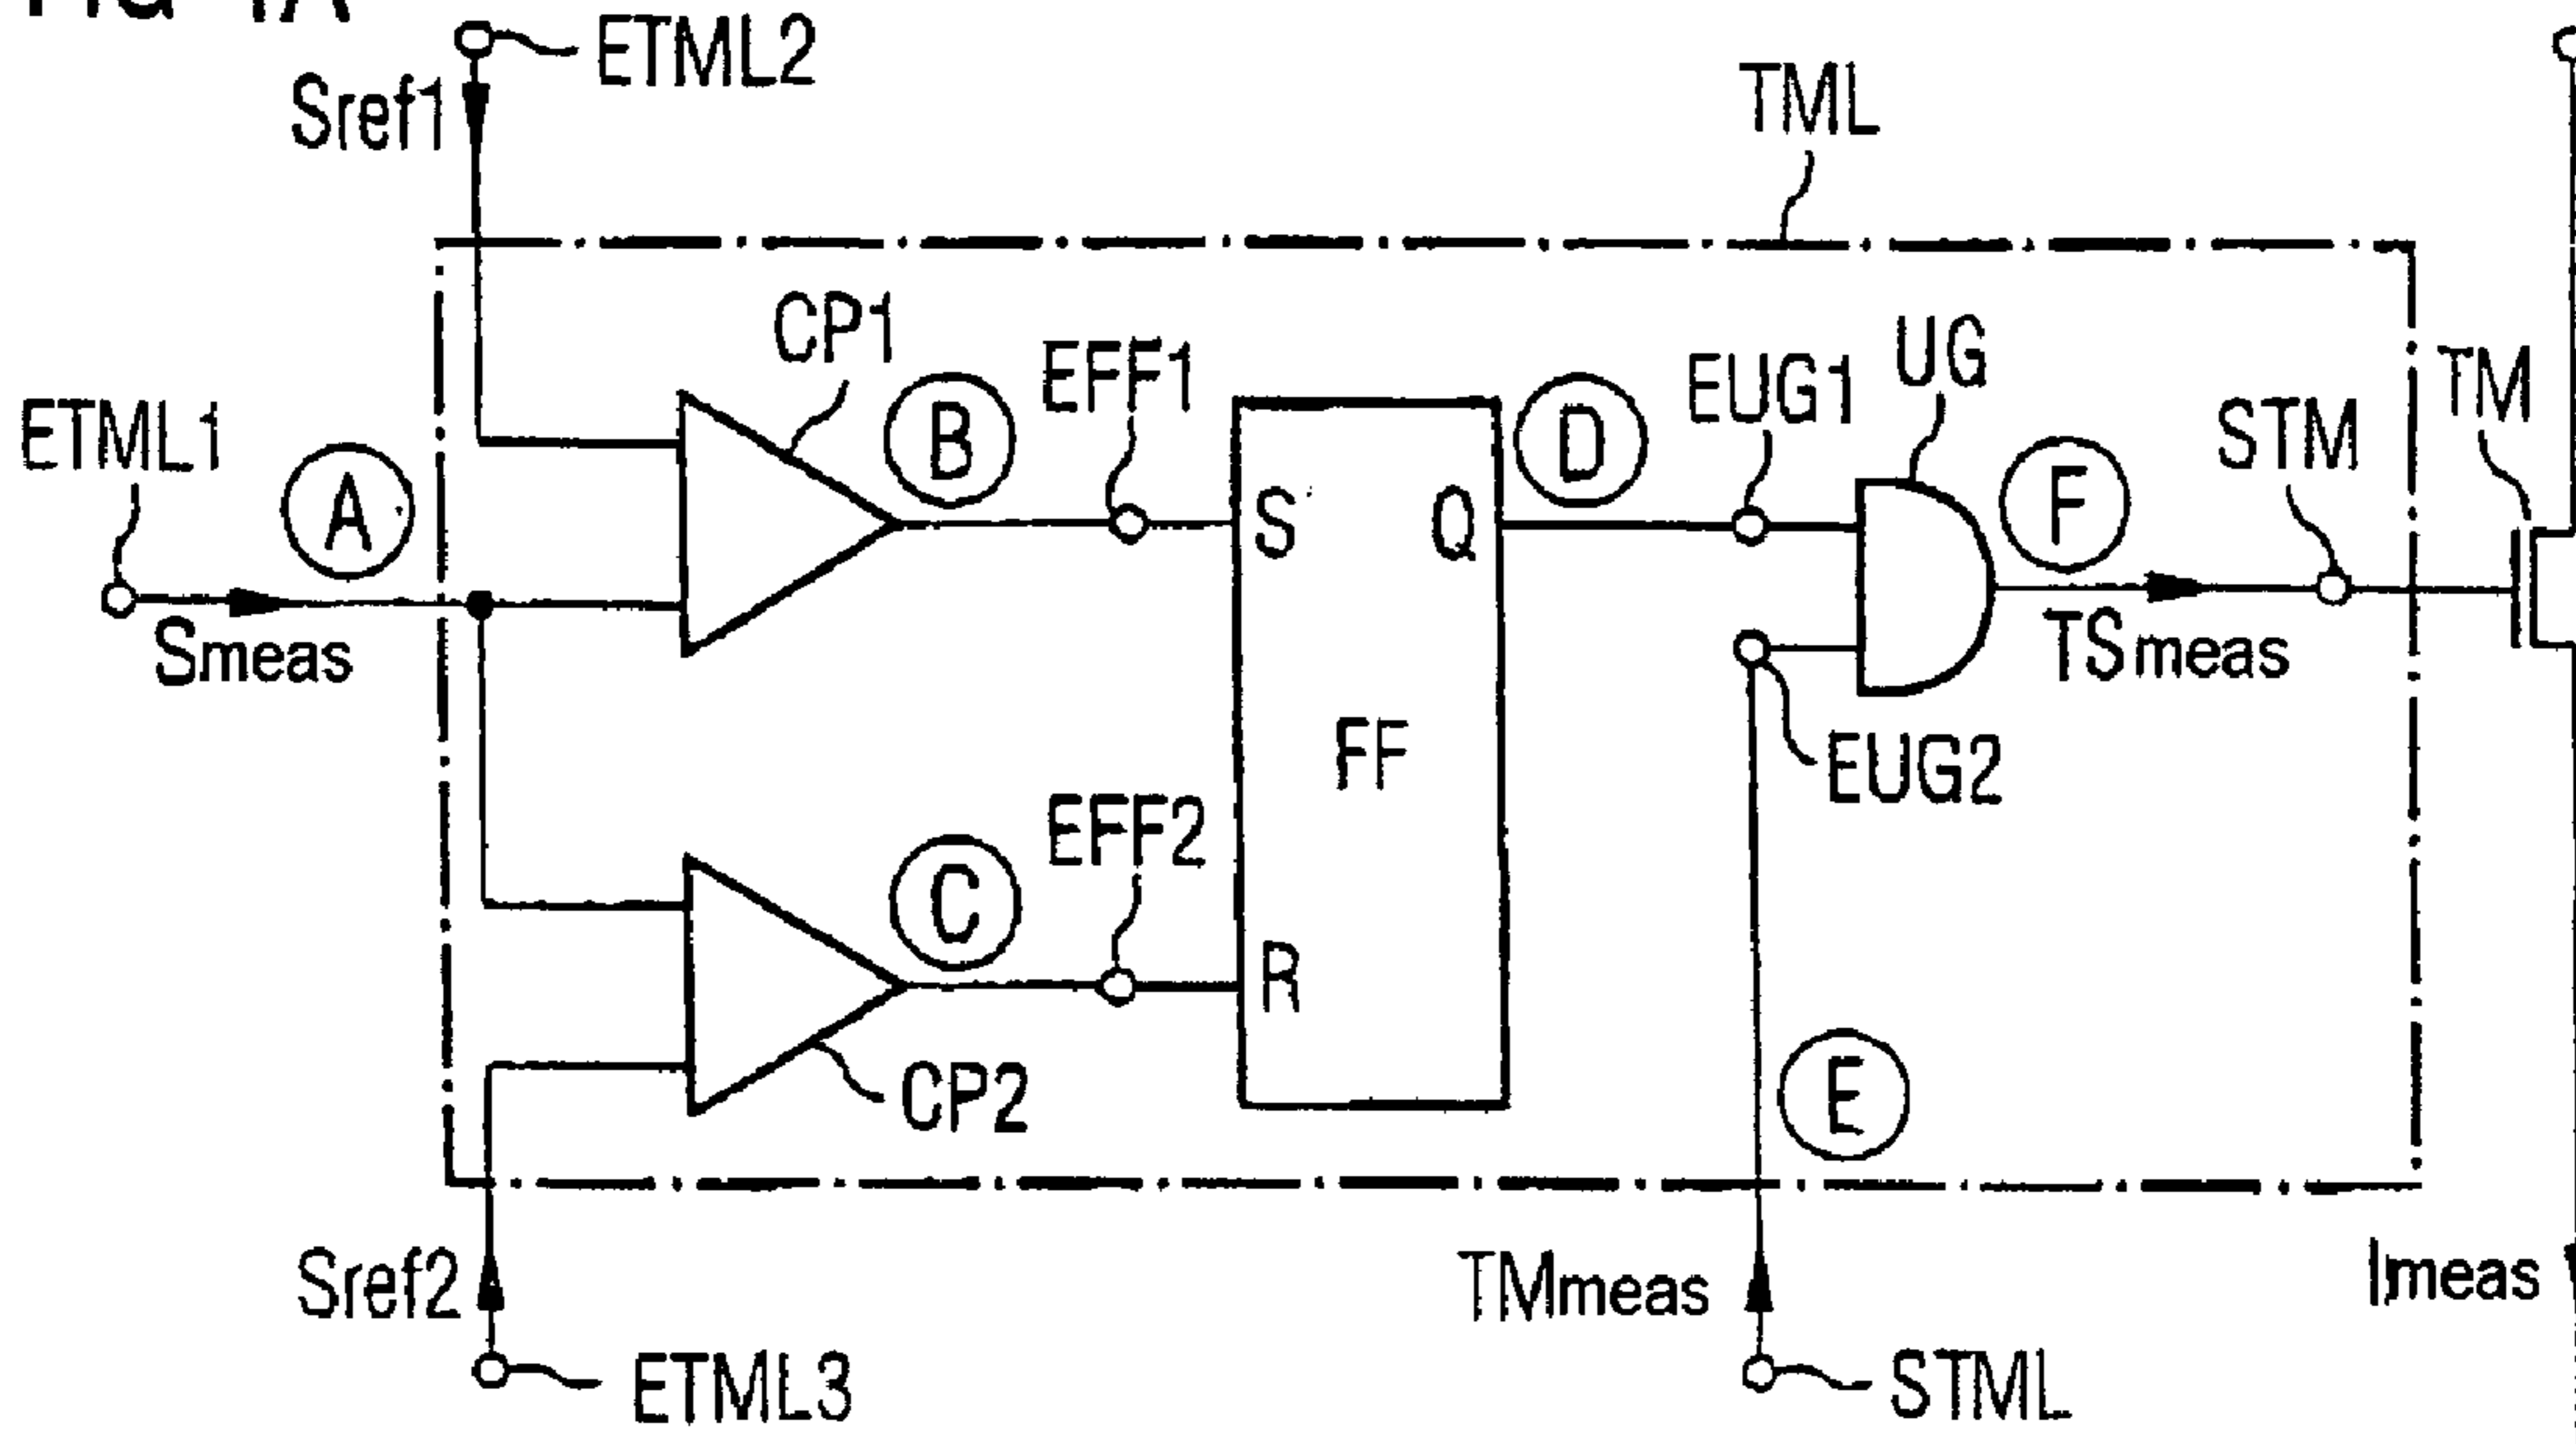 ETML2
Sref1
TML
CP1
EFF1
EUG1
UG
TM
ETML1
A
B
D
F
STM
S
Q
Smeas
TSmeas
FF
EUG2
EFF2
C
R
CP2
E
Sref2
TMmeas
Imeas
ETML3
STML